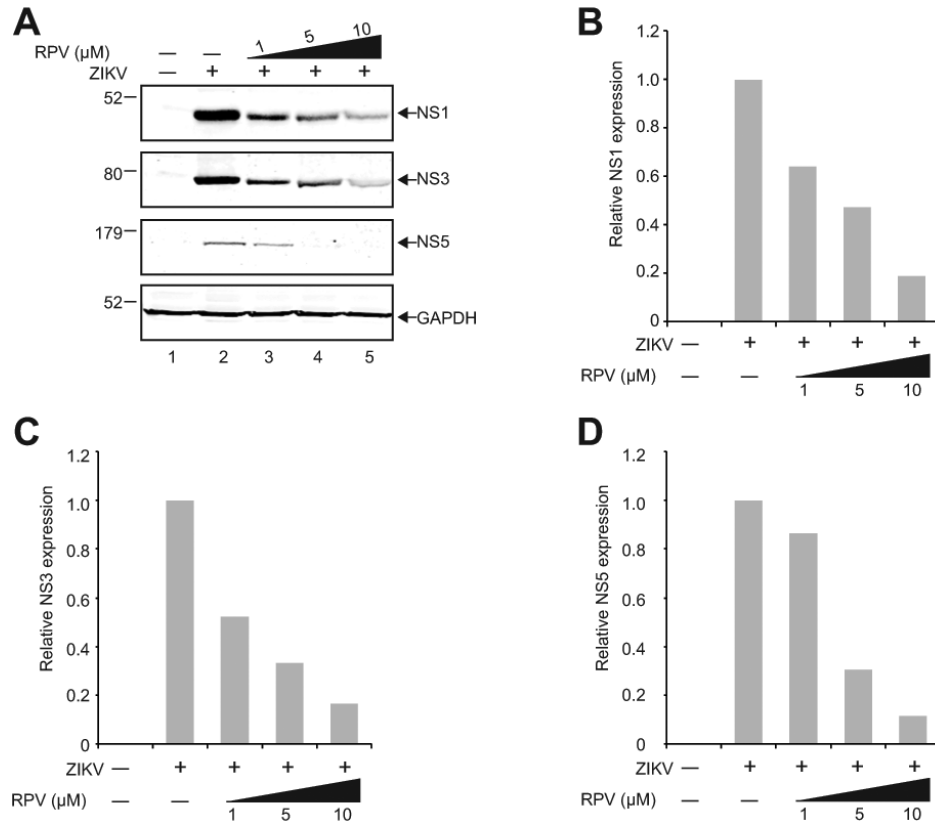 A
RPV (μM) — — 1 5 10
ZIKV — + + + +
52 NS1
80 NS3
179 NS5
52 GAPDH
1 2 3 4 5
B
Relative NS1 expression
1.2
1.0
0.8
0.6
0.4
0.2
0
ZIKV — + + + +
RPV (μM) — — 1 5 10
C
Relative NS3 expression
1.2
1.0
0.8
0.6
0.4
0.2
0
ZIKV — + + + +
RPV (μM) — — 1 5 10
D
Relative NS5 expression
1.2
1.0
0.8
0.6
0.4
0.2
0
ZIKV — + + + +
RPV (μM) — — 1 5 10